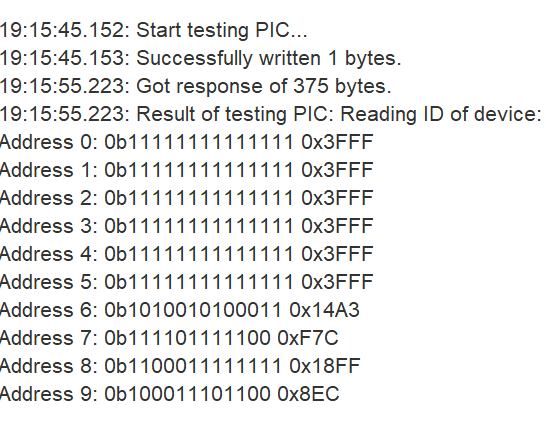 19:15:45.152: Start testing PIC...
19:15:45.153: Successfully written 1 bytes.
19:15:55.223: Got response of 375 bytes.
19:15:55.223: Result of testing PIC: Reading ID of device:
Address 0: 0b11111111111111 0x3FFF
Address 1: 0b11111111111111 0x3FFF
Address 2: 0b11111111111111 0x3FFF
Address 3: 0b11111111111111 0x3FFF
Address 4: 0b11111111111111 0x3FFF
Address 5: 0b11111111111111 0x3FFF
Address 6: 0b1010010100011 0x14A3
Address 7: 0b111101111100 0xF7C
Address 8: 0b1100011111111 0x18FF
Address 9: 0b100011101100 0x8EC